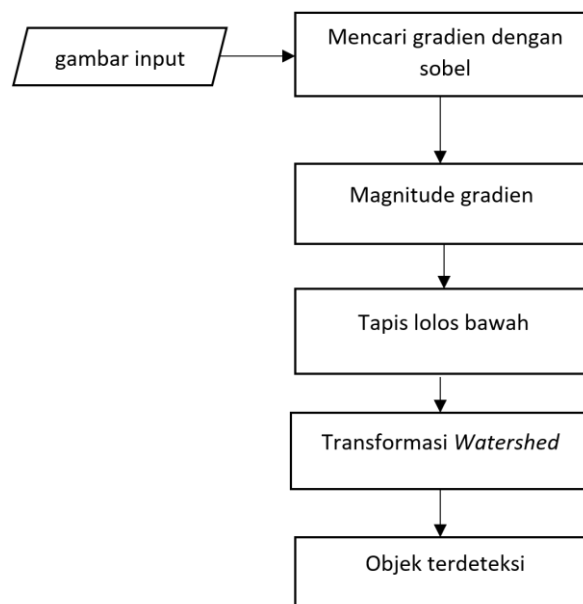 gambar input
Mencari gradien dengan
sobel
Magnitude gradien
Tapis lolos bawah
Transformasi Watershed
Objek terdeteksi